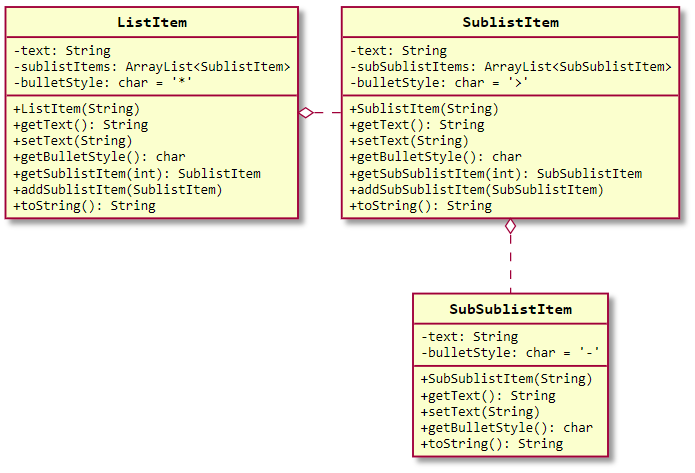 ListItem
-text: String
-sublistItems: ArrayList<SublistItem>
-bulletStyle: char = '*'
+ListItem(String)
+getText(): String
+setText(String)
+getBulletStyle(): char
+getSublistItem(int): SublistItem
+addSublistItem(SublistItem)
+toString(): String
SublistItem
-text: String
-subSublistItems: ArrayList<SubSublistItem>
-bulletStyle: char = '>'
+SublistItem(String)
+getText(): String
+setText(String)
+getBulletStyle(): char
+getSubSublistItem(int): SubSublistItem
+addSubSublistItem(SubSublistItem)
+toString(): String
SubSublistItem
-text: String
-bulletStyle: char = '-'
+SubSublistItem(String)
+getText(): String
+setText(String)
+getBulletStyle(): char
+toString(): String